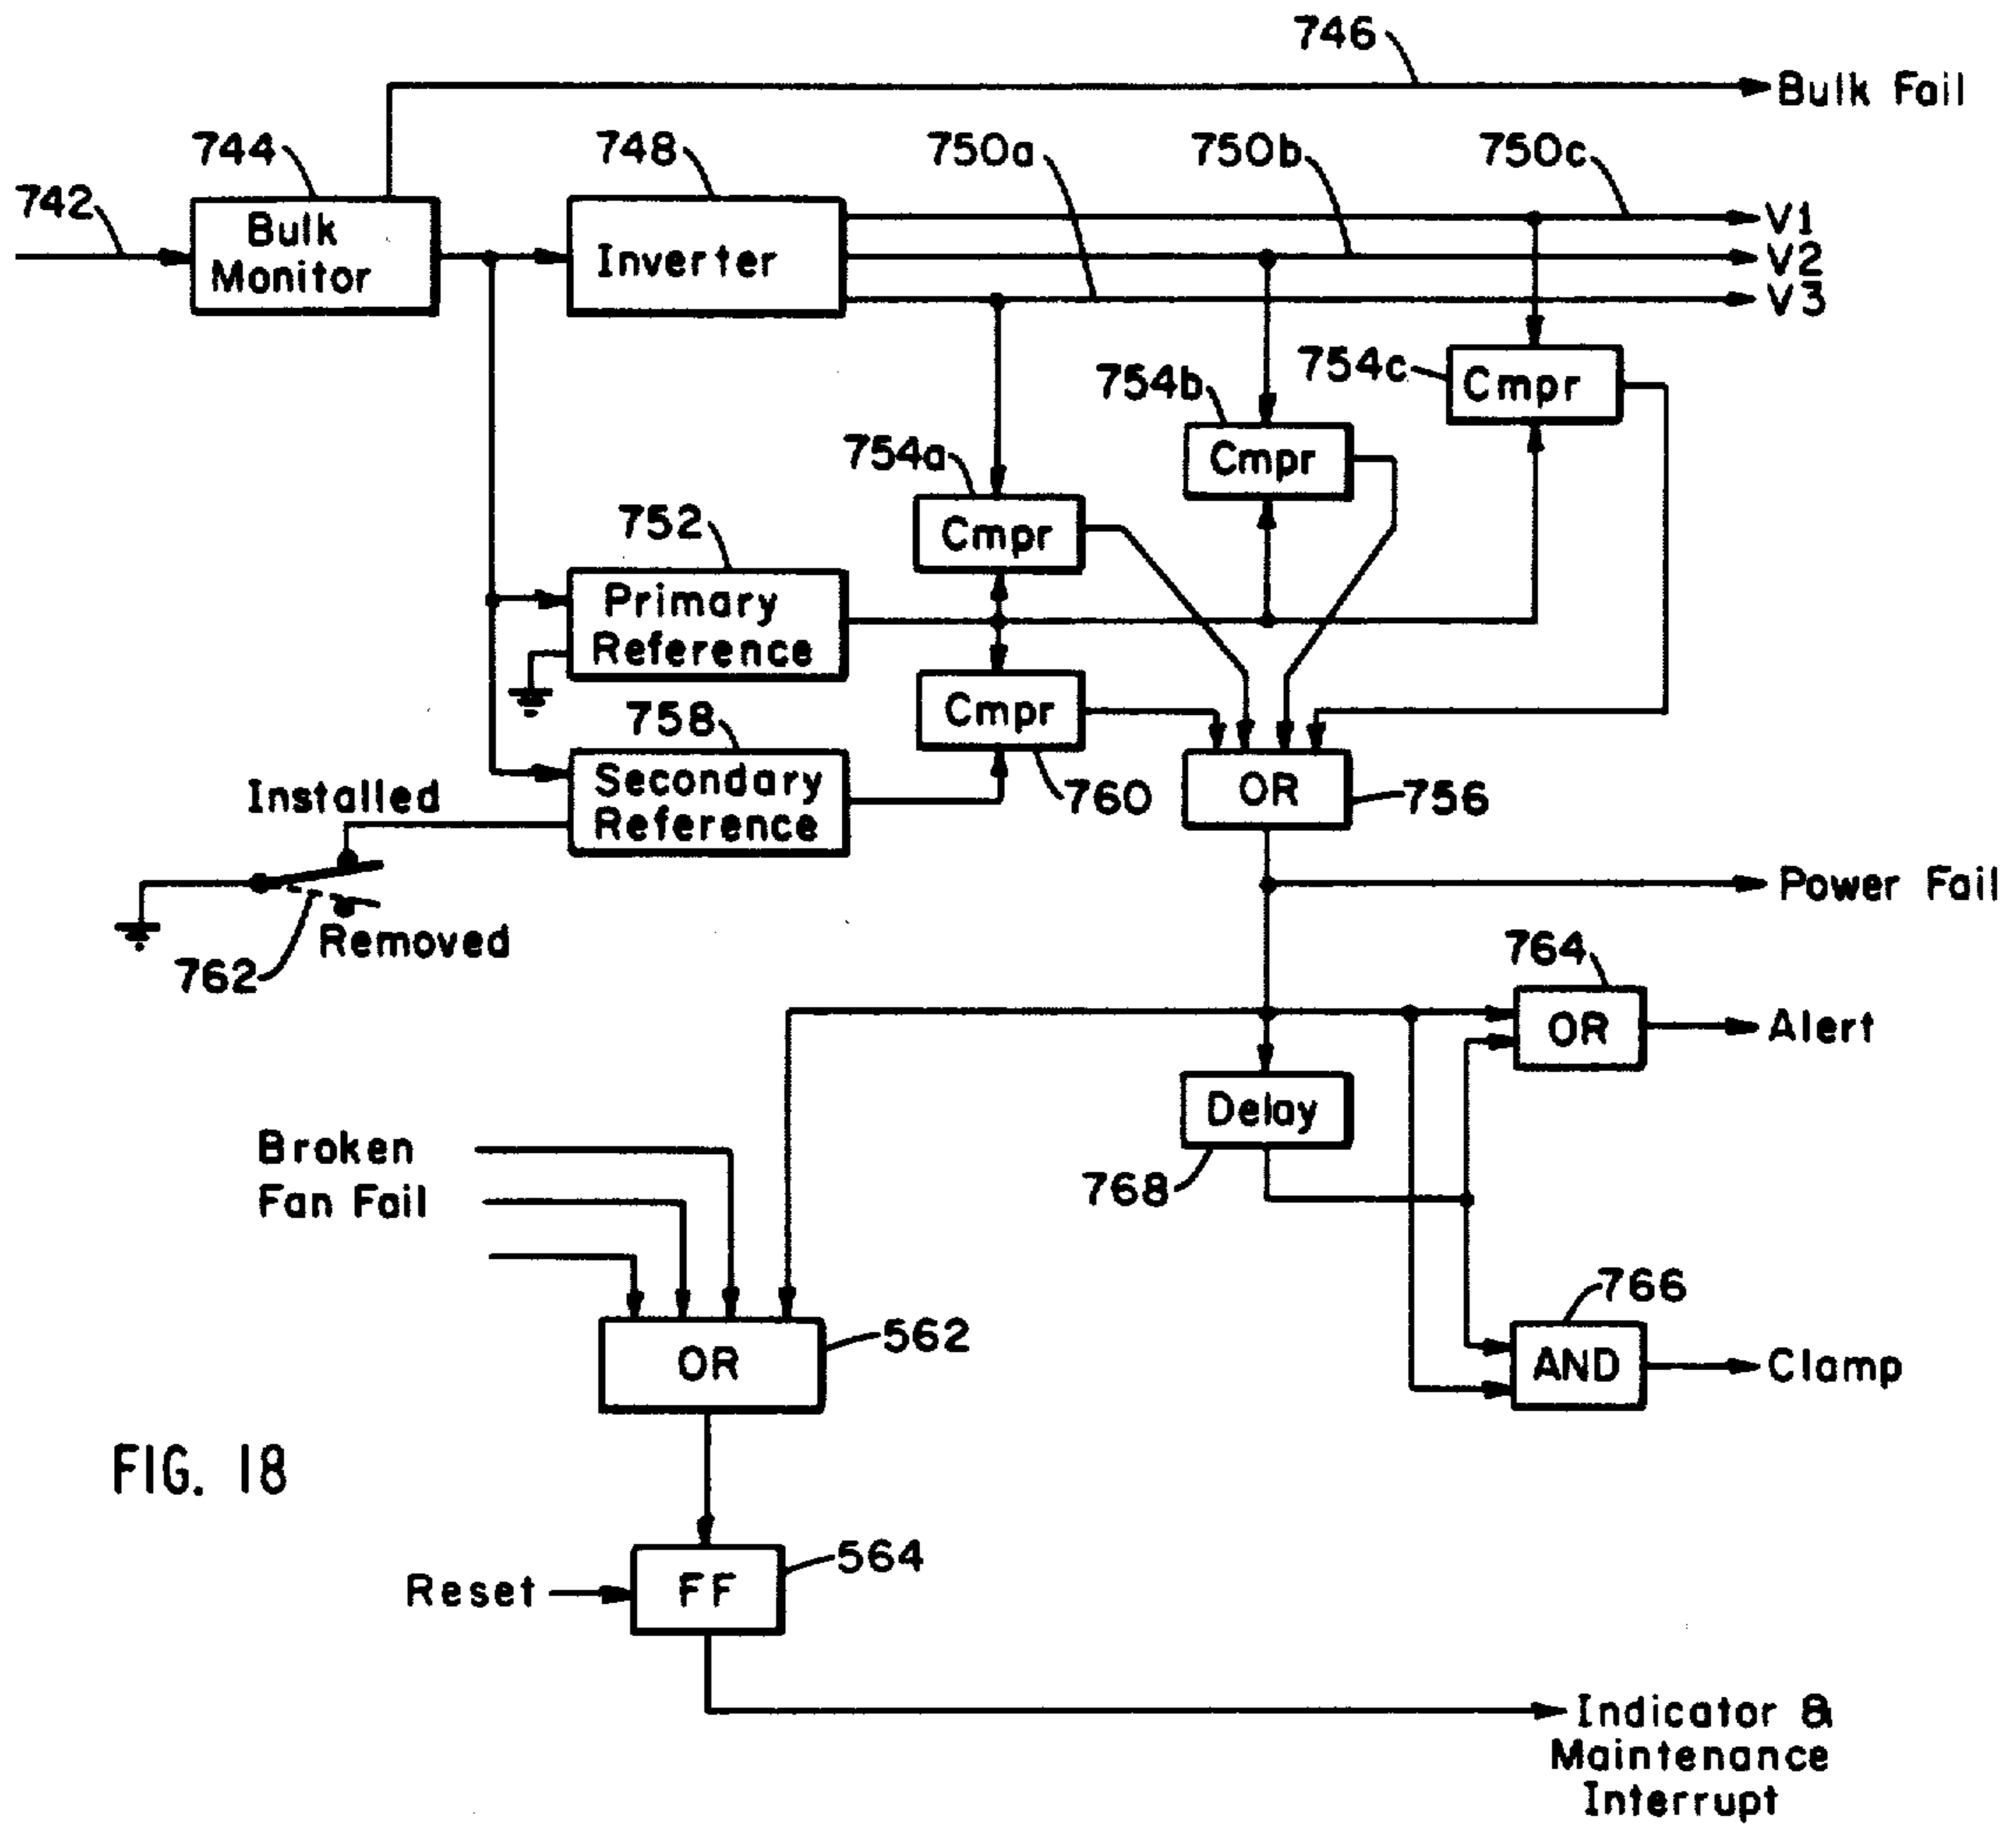 746
Bulk Fail
744
748
750a
750b
750c
742
Bulk
Monitor
Inverter
V1
V2
V3
754c
Cmpr
754b
Cmpr
754a
Cmpr
752
Primary
Reference
Cmpr
758
760
Secondary
Reference
OR
756
Installed
Removed
762
Power Fail
764
OR
Alert
Delay
768
Broken
Fan Fail
766
AND
Clamp
OR
562
FIG. 18
564
Reset
FF
Indicator &
Maintenance
Interrupt